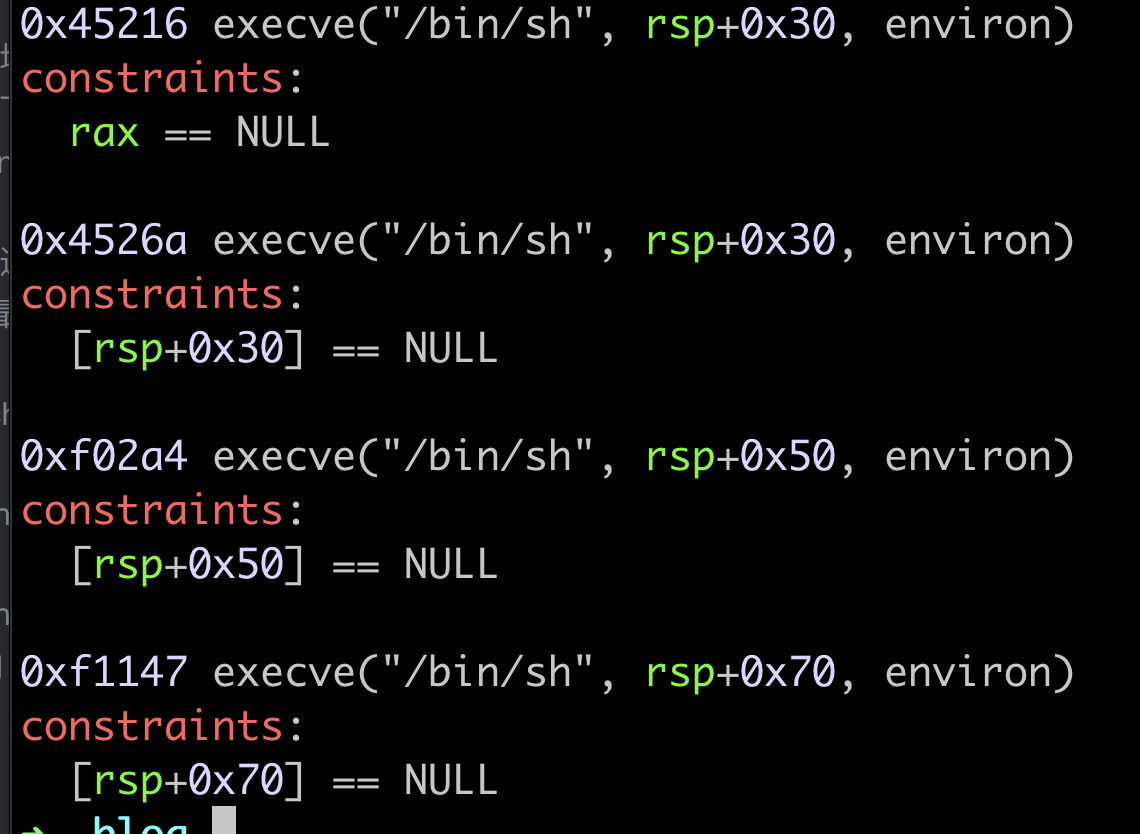 0x45216 execve("/bin/sh", rsp+0x30, environ)
constraints:
  rax == NULL

0x4526a execve("/bin/sh", rsp+0x30, environ)
constraints:
  [rsp+0x30] == NULL

0xf02a4 execve("/bin/sh", rsp+0x50, environ)
constraints:
  [rsp+0x50] == NULL

0xf1147 execve("/bin/sh", rsp+0x70, environ)
constraints:
  [rsp+0x70] == NULL